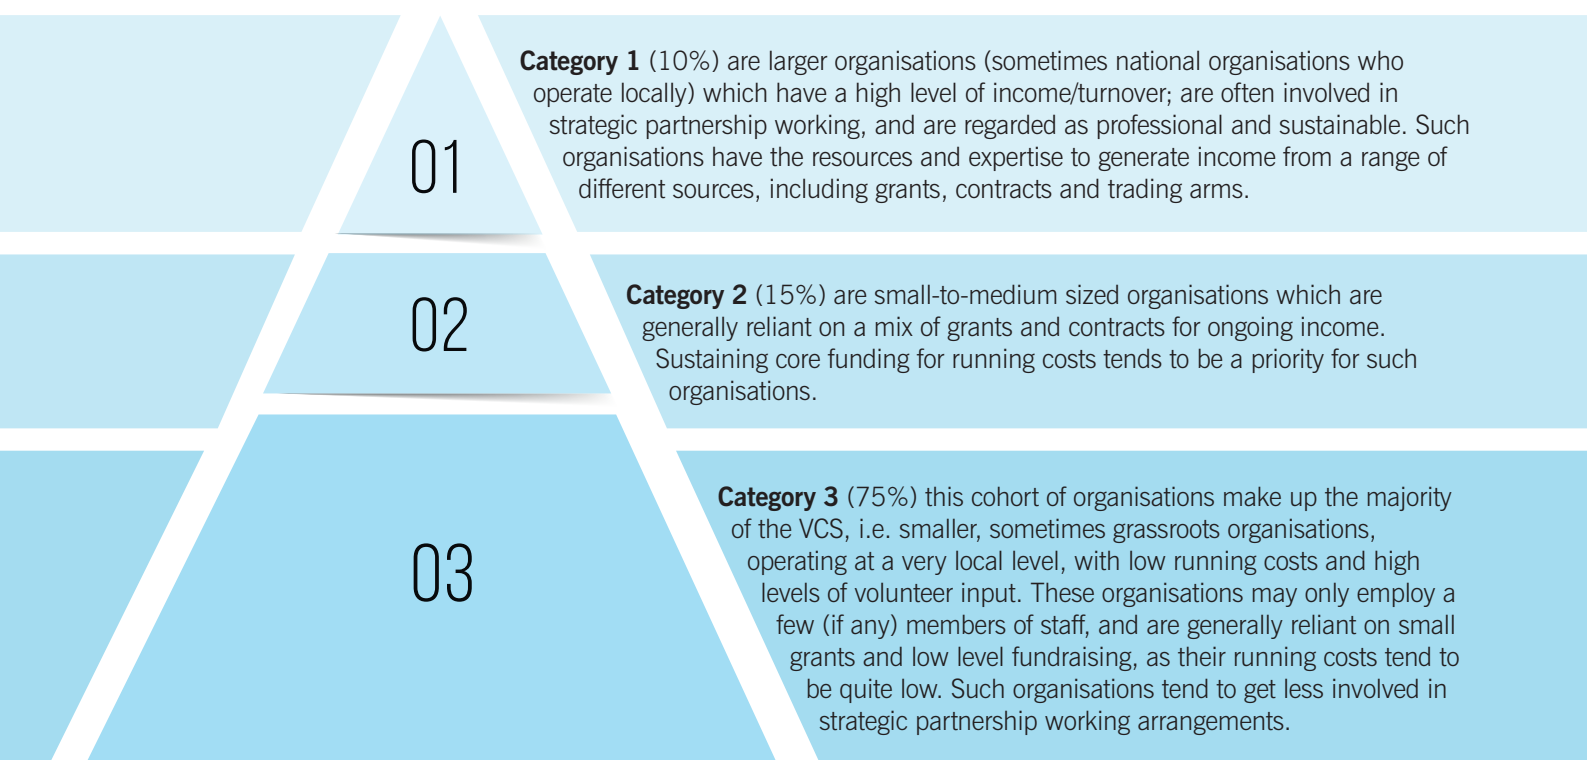 01
Category 1 (10%) are larger organisations (sometimes national organisations who
operate locally) which have a high level of income/turnover; are often involved in
strategic partnership working, and are regarded as professional and sustainable. Such
organisations have the resources and expertise to generate income from a range of
different sources, including grants, contracts and trading arms.
02
Category 2 (15%) are small-to-medium sized organisations which are
generally reliant on a mix of grants and contracts for ongoing income.
Sustaining core funding for running costs tends to be a priority for such
organisations.
03
Category 3 (75%) this cohort of organisations make up the majority
of the VCS, i.e. smaller, sometimes grassroots organisations,
operating at a very local level, with low running costs and high
levels of volunteer input. These organisations may only employ a
few (if any) members of staff, and are generally reliant on small
grants and low level fundraising, as their running costs tend to
be quite low. Such organisations tend to get less involved in
strategic partnership working arrangements.